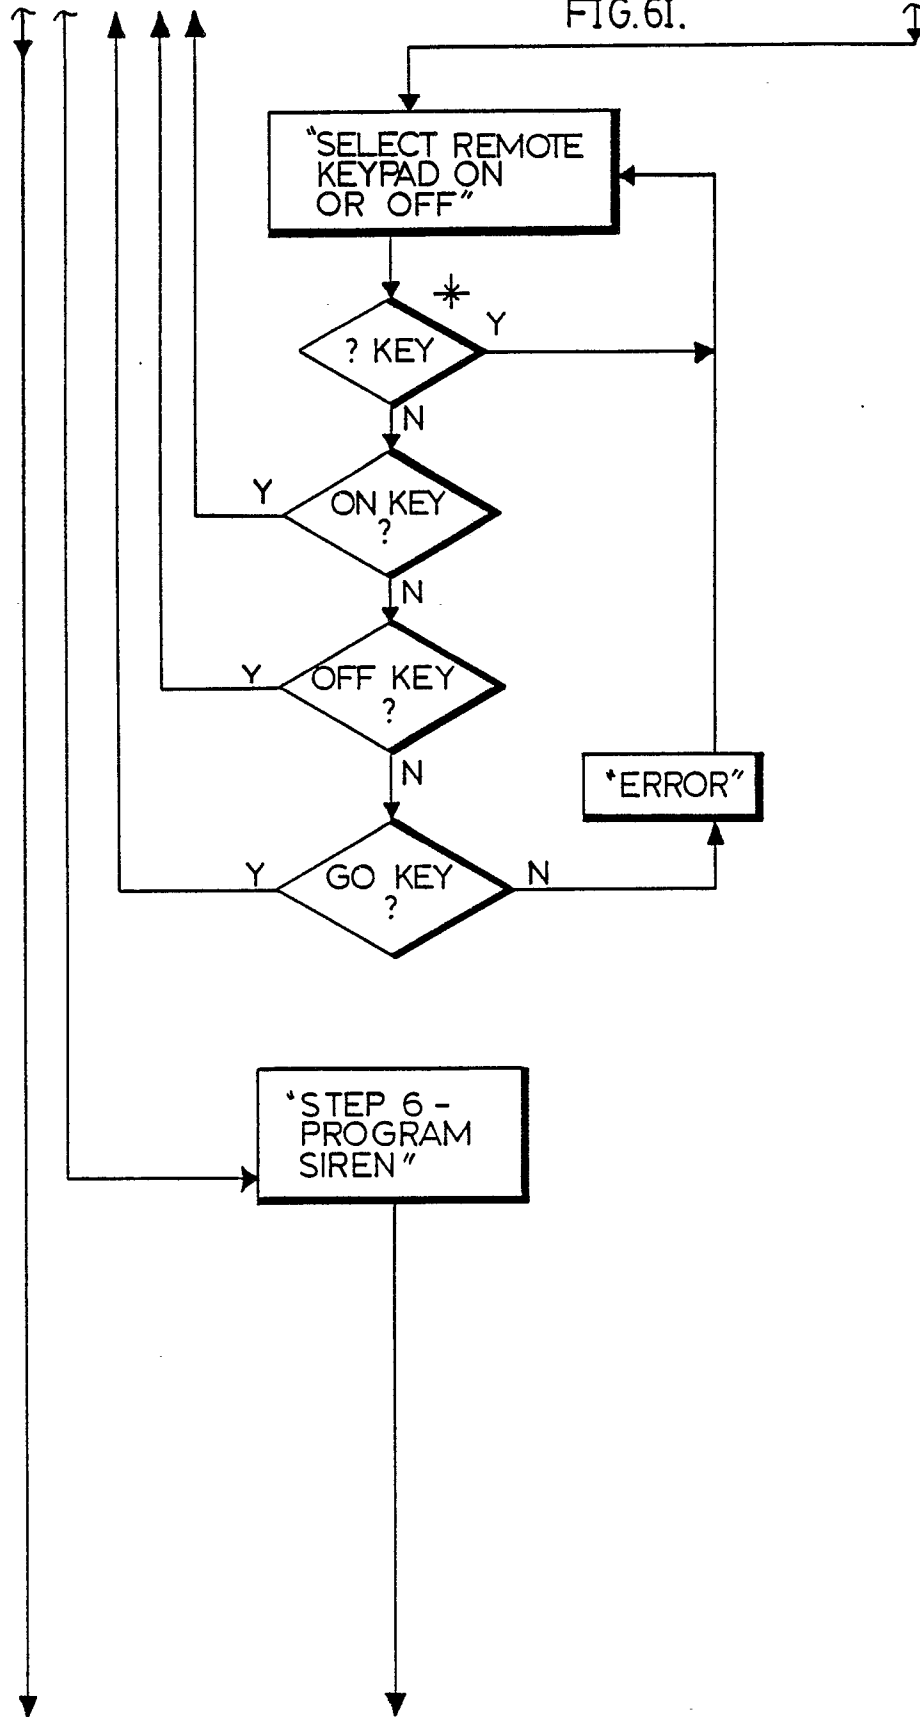 FIG.6I.
"SELECT REMOTE
KEYPAD ON
OR OFF"
*
? KEY
Y
N
ON KEY
?
Y
N
OFF KEY
?
Y
N
"ERROR"
GO KEY
?
Y
N
"STEP 6 -
PROGRAM
SIREN"